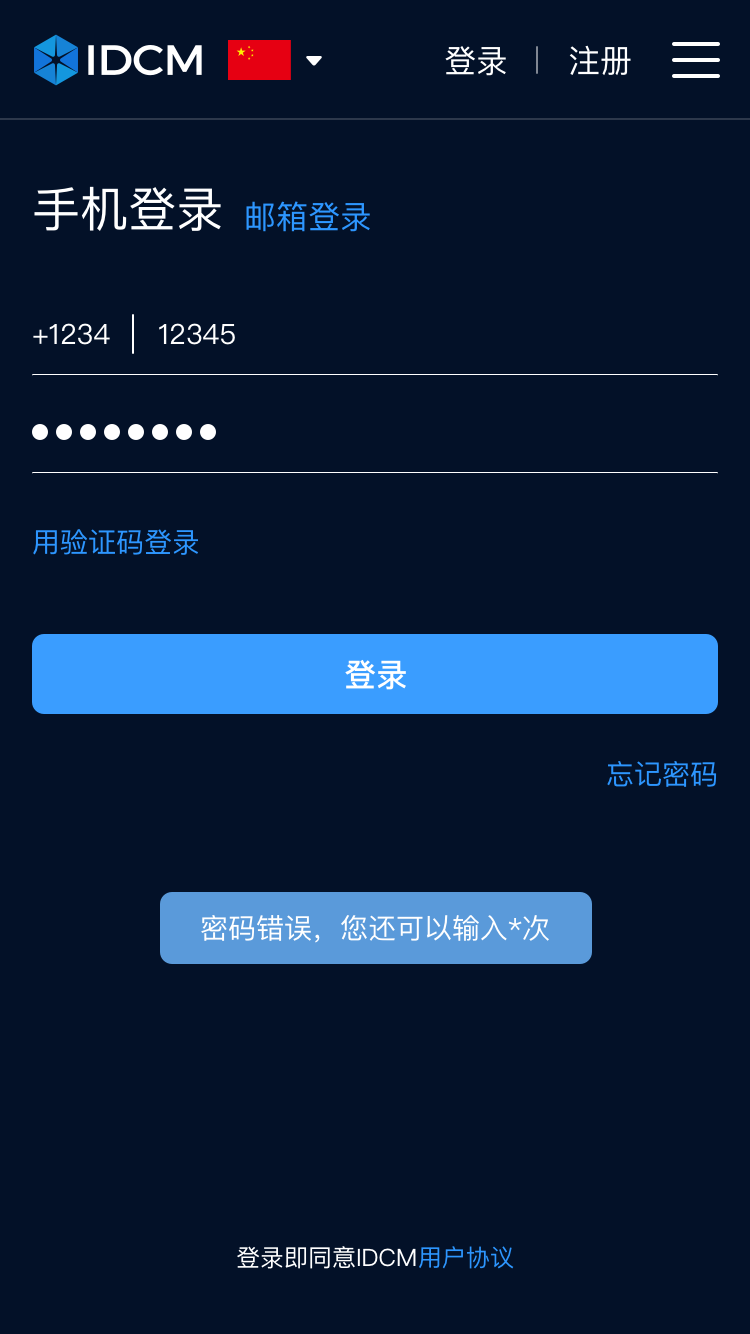 IDCM 登录 注册
手机登录 邮箱登录
+1234 12345
用验证码登录
登录
忘记密码
密码错误，您还可以输入*次
登录即同意IDCM用户协议